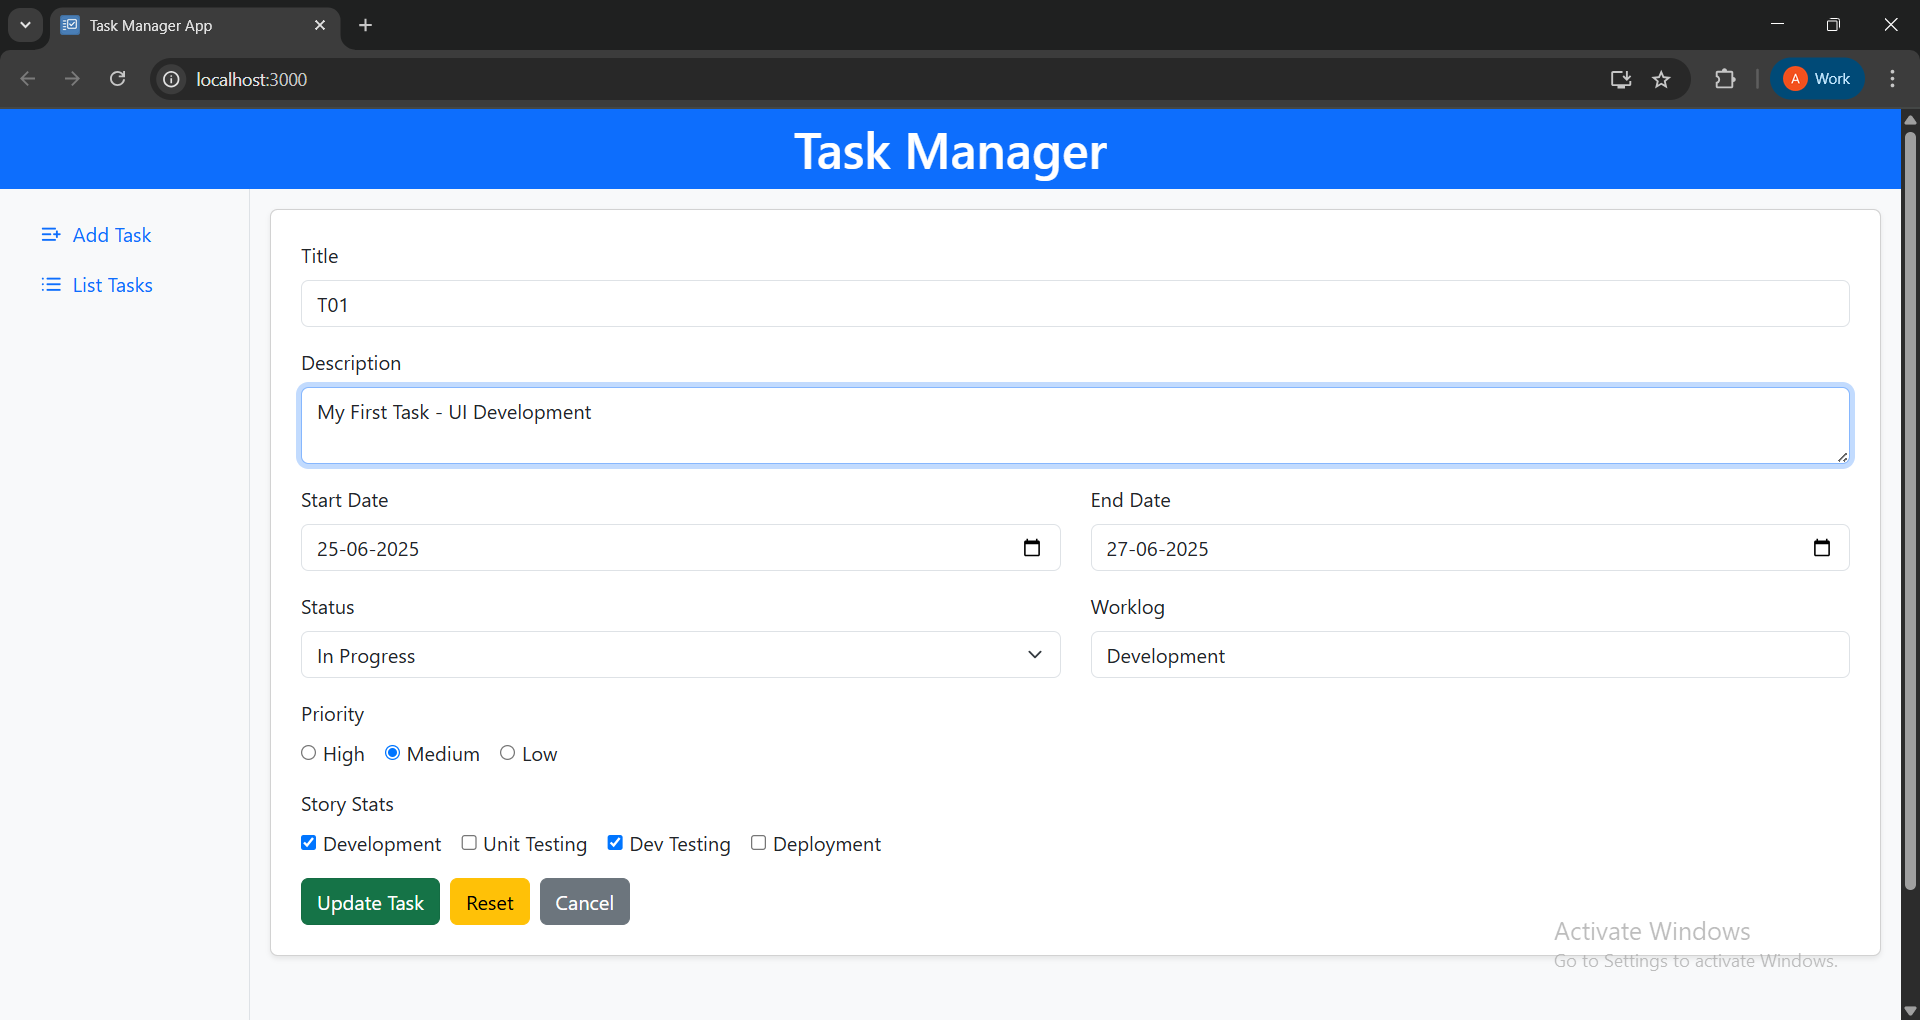 Task Manager App
localhost:3000
A Work
Task Manager
Add Task
List Tasks
Title
T01
Description
My First Task - UI Development
Start Date
End Date
25-06-2025
27-06-2025
Status
Worklog
In Progress
Development
Priority
High Medium Low
Story Stats
Development Unit Testing Dev Testing Deployment
Update Task Reset Cancel
Activate Windows
Go to Settings to activate Windows.